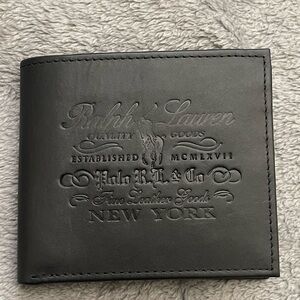 Ralph & Lauren
QUALITY GOODS
ESTABLISHED MCMLXVII
Polo R.L. & Co
Fine Leather Goods
NEW YORK